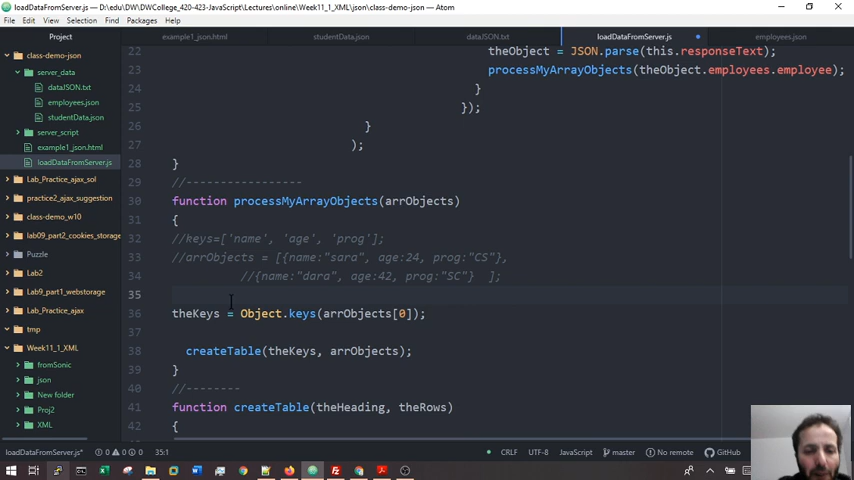 loadDataFromServer.js - D:\edu\DW\DWCollege_420-423-JavaScript\Lectures\online\Week11_XML\json\class-demo-json - Atom
File Edit View Selection Find Packages Help
Project
example1_json.html studentData.json dataJSON.txt loadDataFromServer.js employees.json
class-demo-json
server_data
dataJSON.txt
employees.json
studentData.json
server_script
example1_json.html
loadDataFromServer.js
Lab_Practice_ajax_sol
practice2_ajax_suggestion
class-demo_w10
lab09_part2_cookies_storage
Puzzle
Lab2
Lab9_part1_webstorage
Lab_Practice_ajax
tmp
Week11_1_XML
fromSonic
json
New folder
Proj2
XML
22 theObject = JSON.parse(this.responseText);
23 processMyArrayObjects(theObject.employees.employee);
24 }
25 });
26 }
27 );
28 }
29 //-----------------
30 function processMyArrayObjects(arrObjects)
31 {
32 //keys=['name', 'age', 'prog'];
33 //arrObjects = [{name:"sara", age:24, prog:"CS"},
34 //{name:"dara", age:42, prog:"SC"} ];
35
36 theKeys = Object.keys(arrObjects[0]);
37
38 createTable(theKeys, arrObjects);
39 }
40 //--------
41 function createTable(theHeading, theRows)
42 {
loadDataFromServer.js* 0 0 0 35:1 CRLF UTF-8 JavaScript master No remote GitHub